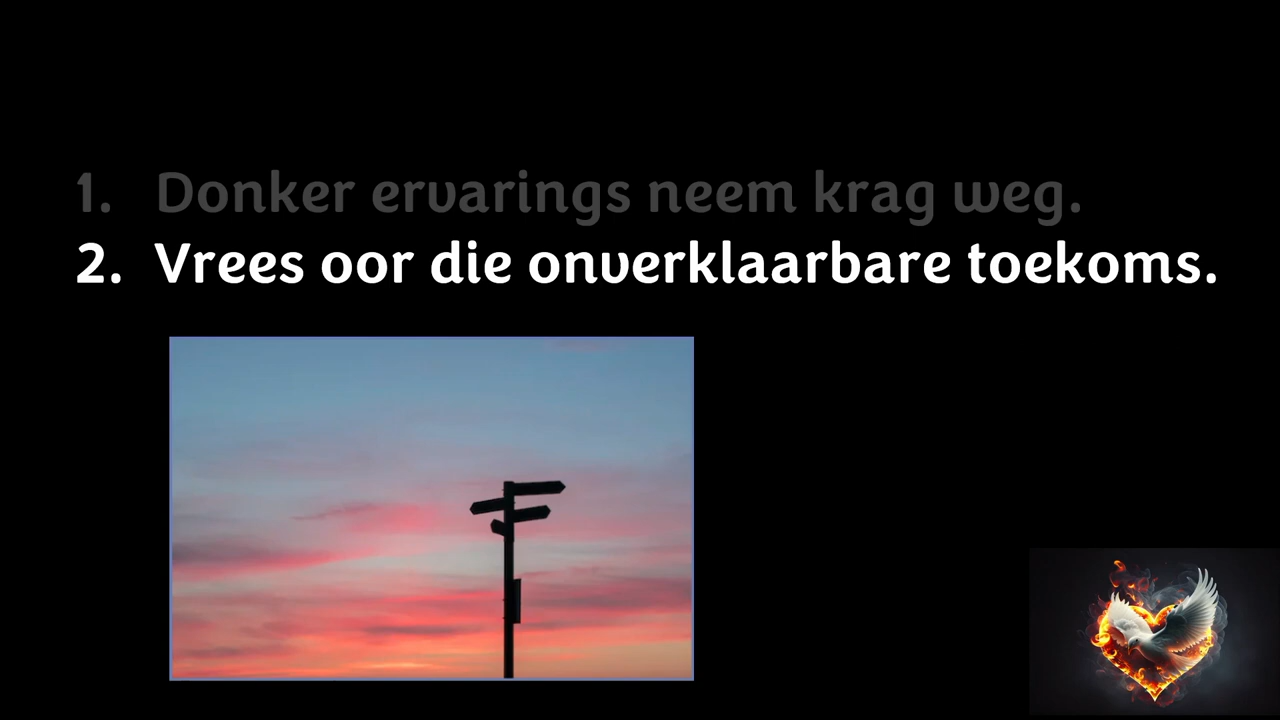 1. Donker ervarings neem krag weg.
2. Vrees oor die onverklaarbare toekoms.